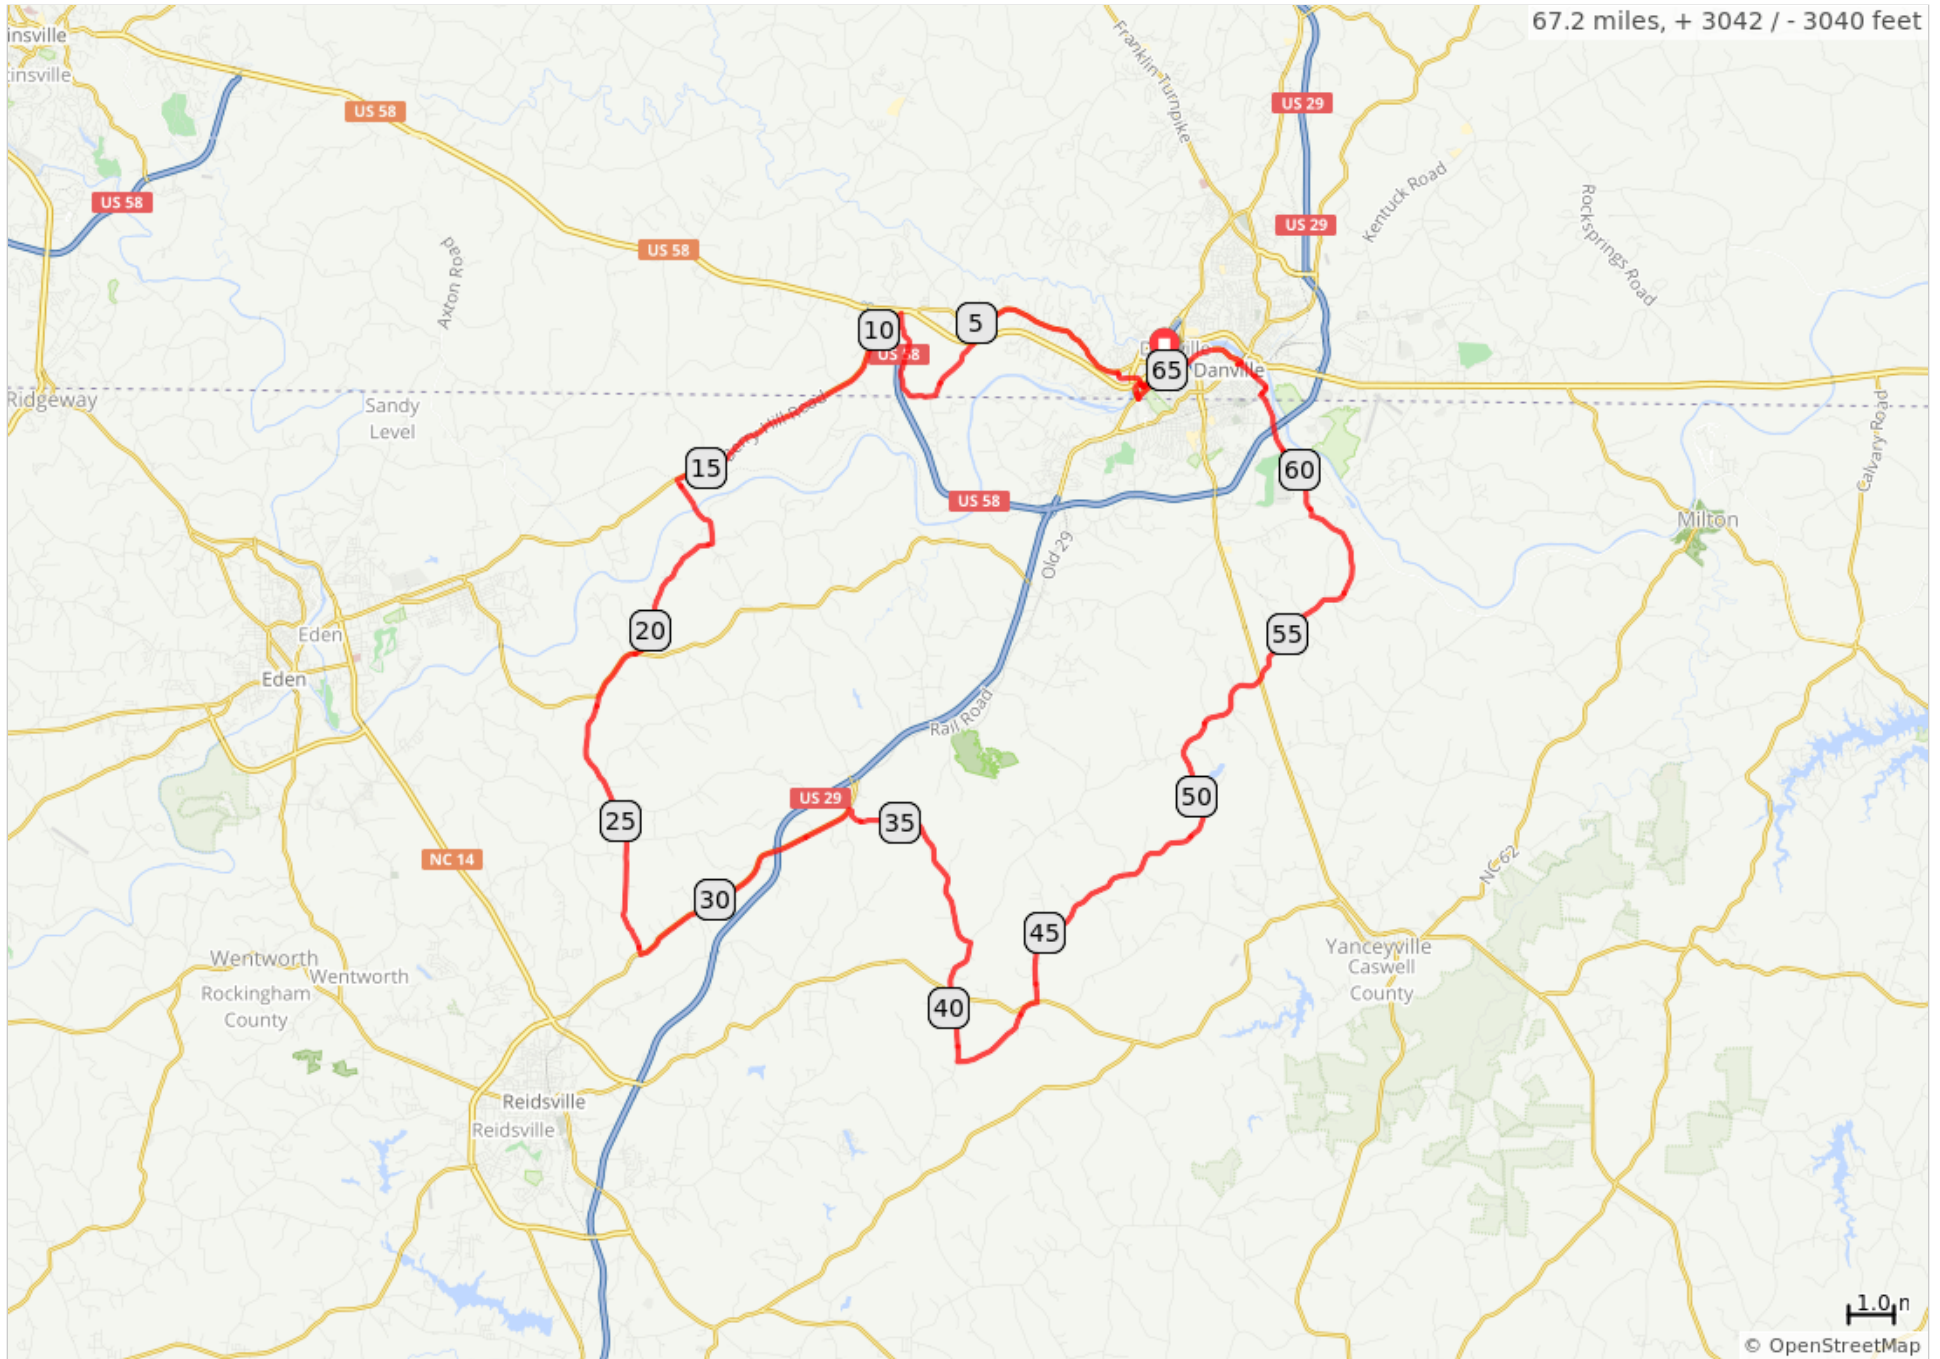 67.2 miles, + 3042 / - 3040 feet
insville
insville
US 58
US 29
Franklin Turnpike
US 58
US 29
Kentuck Road
Rocksprings Road
Axton Road
US 58
10
5
US 58
65
Danville
Ridgeway
Sandy
Level
Berry Hill Road
Calvary Road
15
60
US 58
Milton
Old 29
20
55
Eden
Eden
Rail Road
50
US 29
25
35
NC 14
NC 62
30
45
Yanceyville
Caswell
County
Wentworth
Wentworth
Rockingham
County
40
Reidsville
Reidsville
1.0
© OpenStreetMap